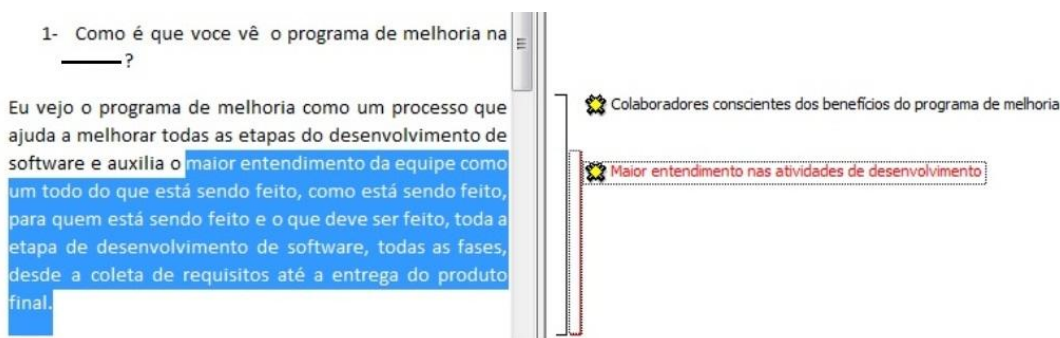 1- Como é que voce vê o programa de melhoria na
?
Eu vejo o programa de melhoria como um processo que
ajuda a melhorar todas as etapas do desenvolvimento de
software e auxilia o maior entendimento da equipe como
um todo do que está sendo feito, como está sendo feito,
para quem está sendo feito e o que deve ser feito, toda a
etapa de desenvolvimento de software, todas as fases,
desde a coleta de requisitos até a entrega do produto
final.
Colaboradores conscientes dos benefícios do programa de melhoria
Maior entendimento nas atividades de desenvolvimento